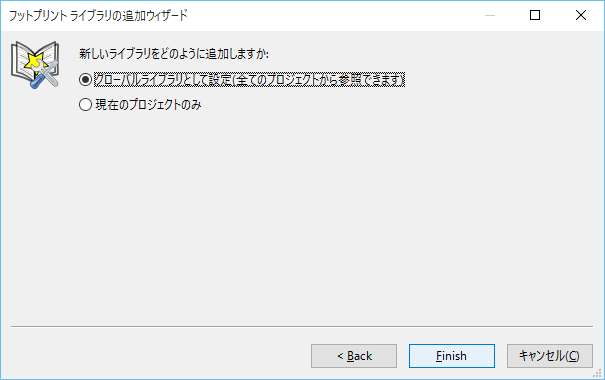 フットプリント ライブラリの追加ウィザード
新しいライブラリをどのように追加しますか:
グローバルライブラリとして設定(全てのプロジェクトから参照できます)
現在のプロジェクトのみ
< Back
Finish
キャンセル(C)